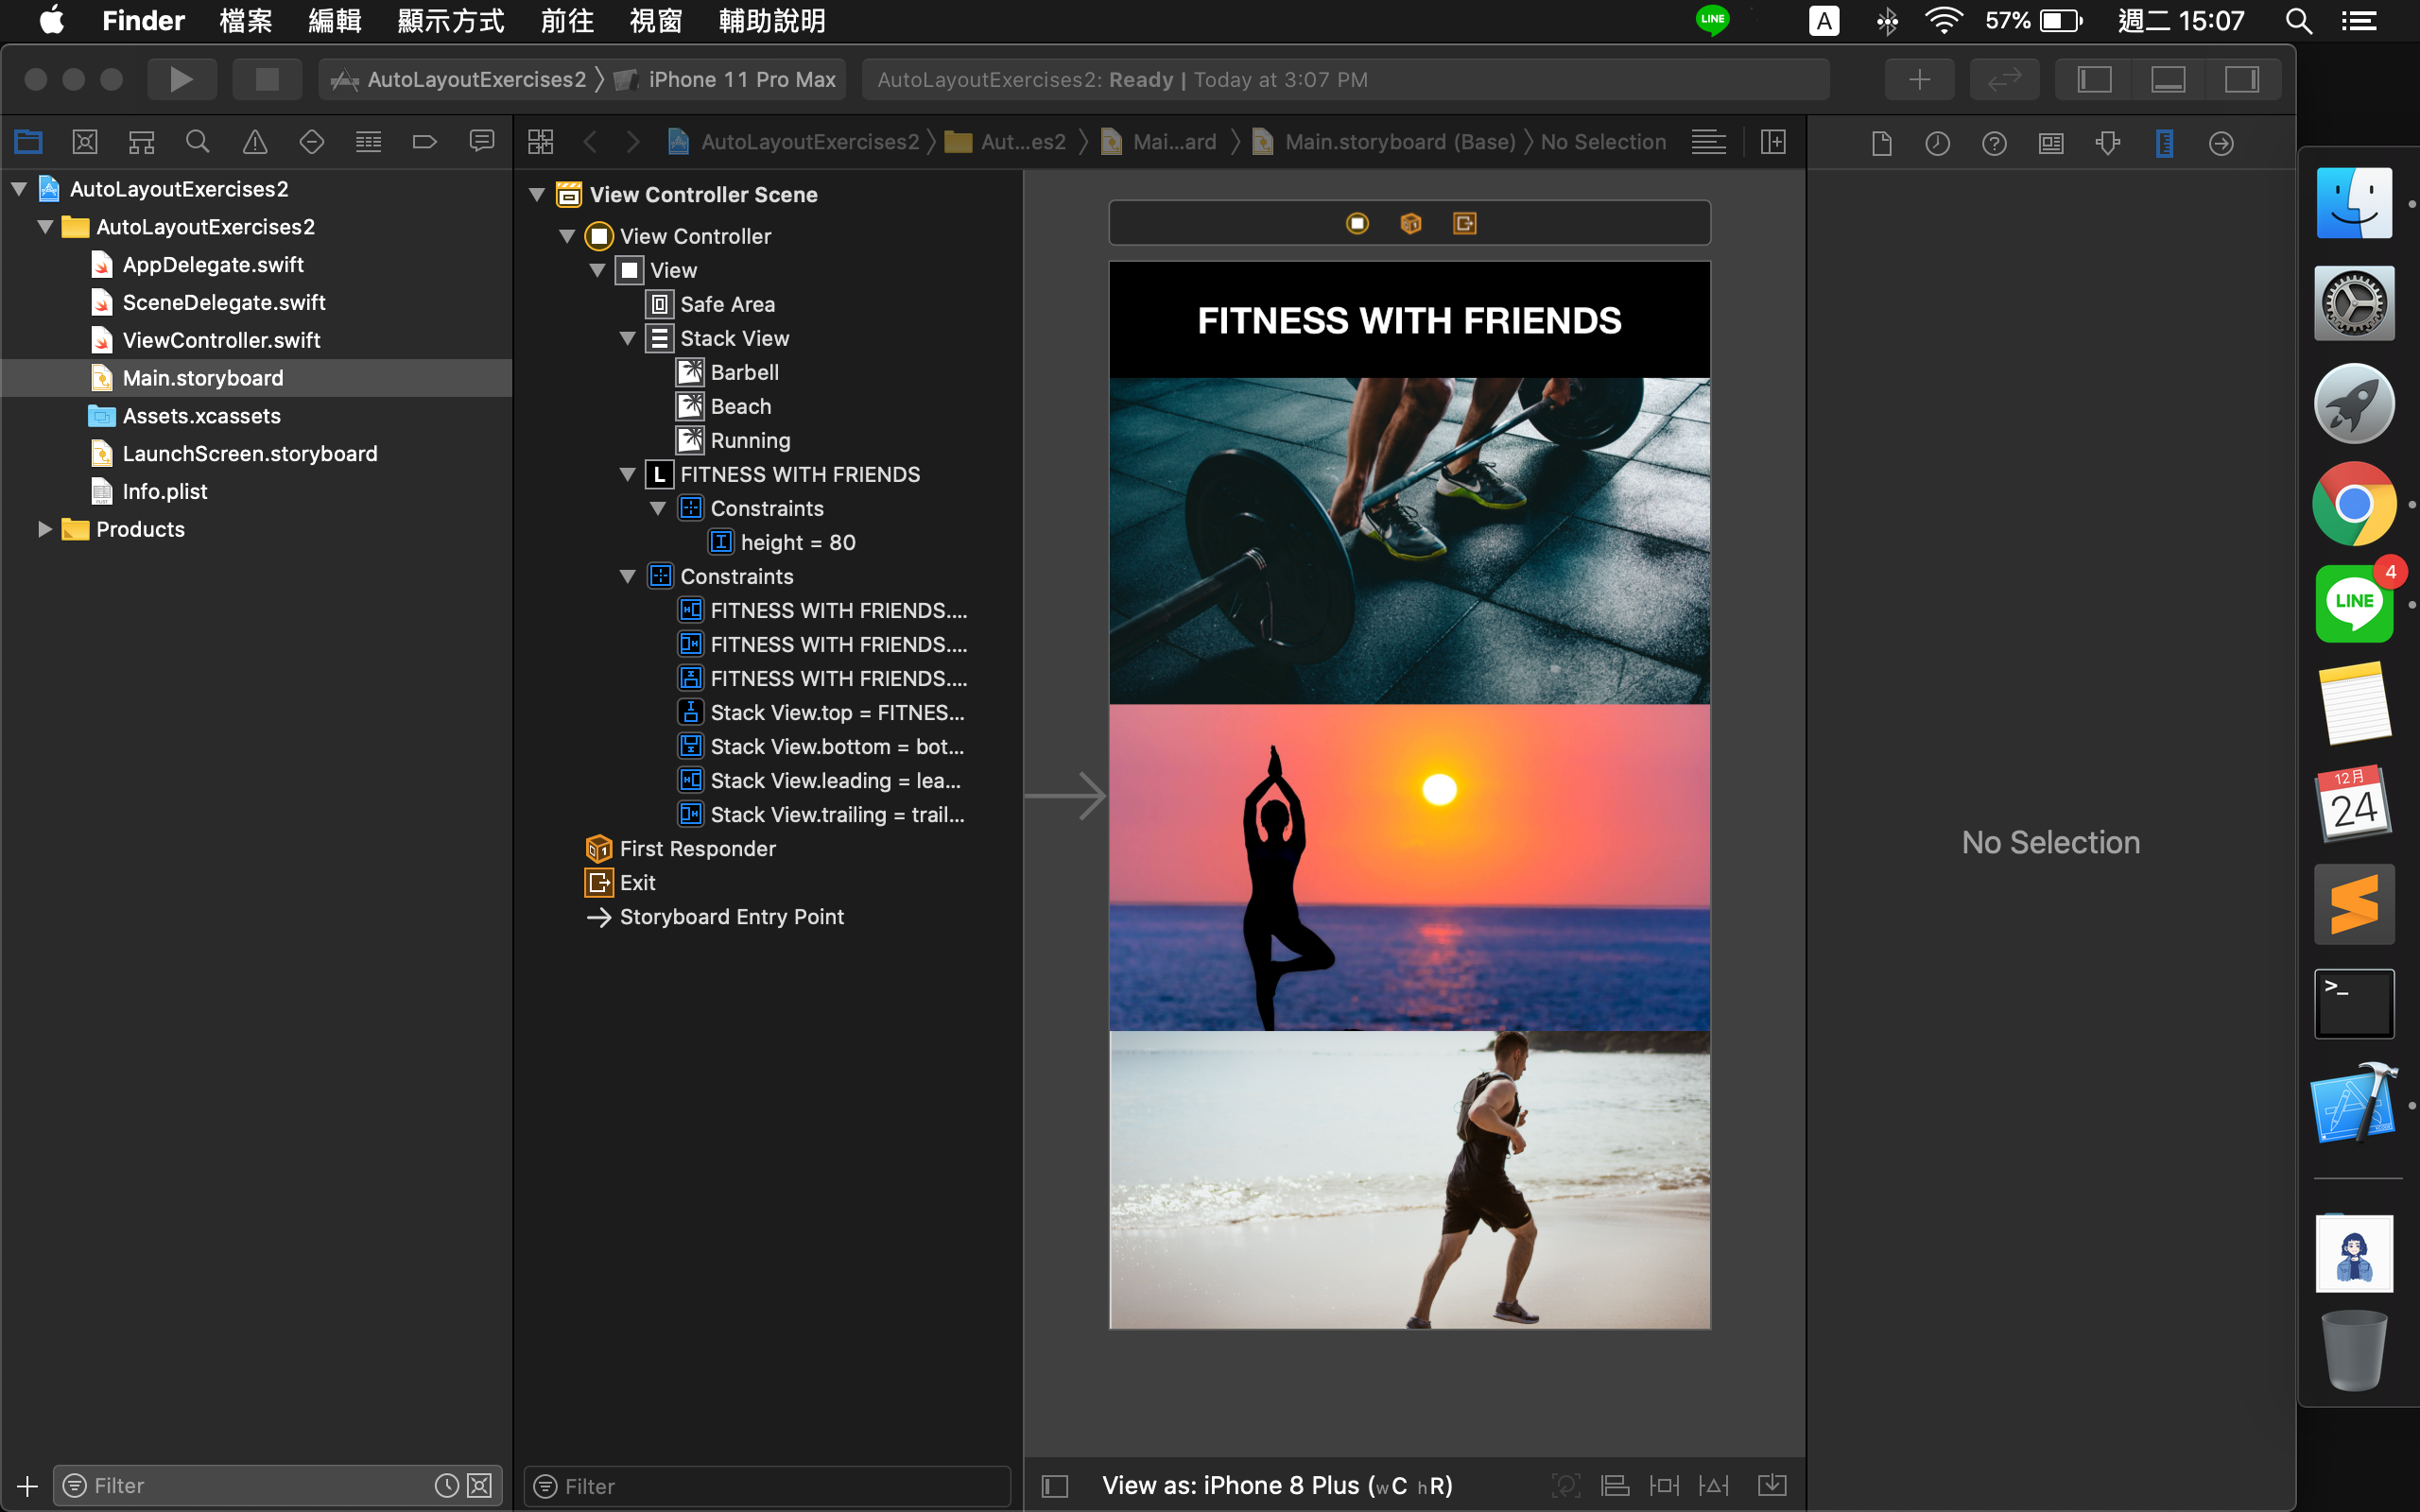 Finder 檔案 編輯 顯示方式 前往 視窗 輔助說明 LINE A 57% 週二 15:07
AutoLayoutExercises2 iPhone 11 Pro Max AutoLayoutExercises2: Ready | Today at 3:07 PM
AutoLayoutExercises2 Aut...es2 Mai...ard Main.storyboard (Base) No Selection
AutoLayoutExercises2
AutoLayoutExercises2
AppDelegate.swift
SceneDelegate.swift
ViewController.swift
Main.storyboard
Assets.xcassets
LaunchScreen.storyboard
Info.plist
Products
Filter
View Controller Scene
View Controller
View
Safe Area
Stack View
Barbell
Beach
Running
L FITNESS WITH FRIENDS
Constraints
height = 80
Constraints
FITNESS WITH FRIENDS....
FITNESS WITH FRIENDS....
FITNESS WITH FRIENDS....
Stack View.top = FITNES...
Stack View.bottom = bot...
Stack View.leading = lea...
Stack View.trailing = trail...
First Responder
Exit
Storyboard Entry Point
Filter
FITNESS WITH FRIENDS
View as: iPhone 8 Plus (wC hR)
No Selection
4
LINE
12月
24
>_